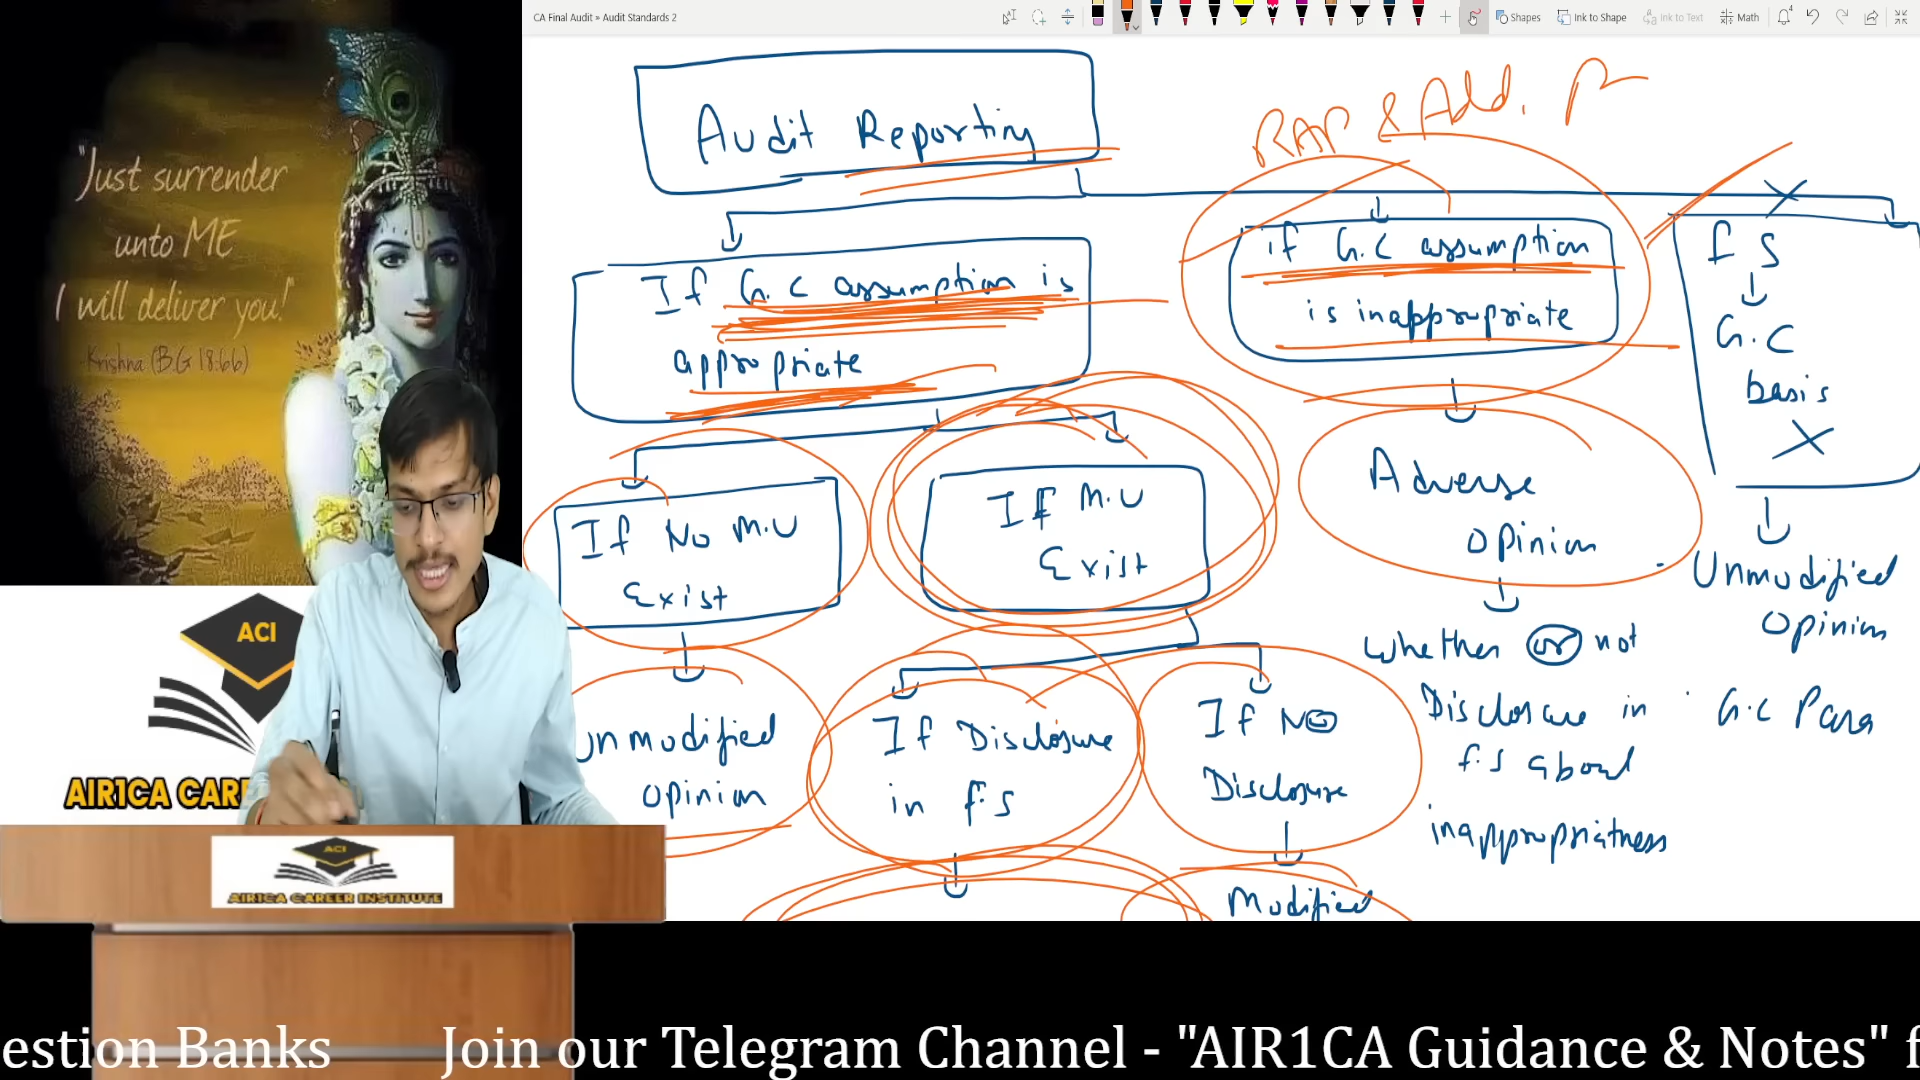 CA Final Audit » Audit Standards 2
Shapes
Ink to Shape
Ink to Text
Math
"Just surrender
unto ME
I will deliver you!"
- Krishna (B.G 18:66)
Audit Reporting
RAP & Add. P
If G.C assumption is
appropriate
if G.C assumption
is inappropriate
f S
G.C
basis
X
If No M.U
Exist
If M.U
Exist
Adverse
opinion
Unmodified
opinion
Unmodified
opinion
If Disclosure
in F.S
If NO
Disclosure
Whether or not
Disclosure in
f.S about
inappropriatness
G.C Para
Modified
ACI
AIR1CA CAR
ACI
AIR1CA CAREER INSTITUTE
estion Banks
Join our Telegram Channel - "AIR1CA Guidance & Notes" f